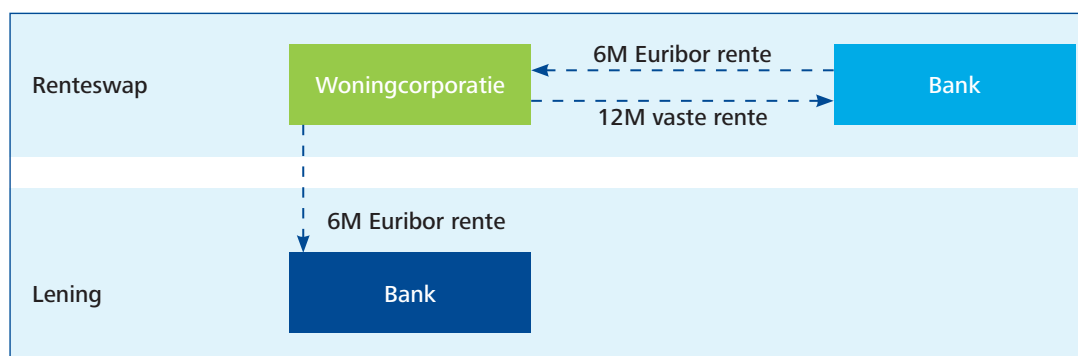 6M Euribor rente
Renteswap
Woningcorporatie
Bank
12M vaste rente
6M Euribor rente
Lening
Bank